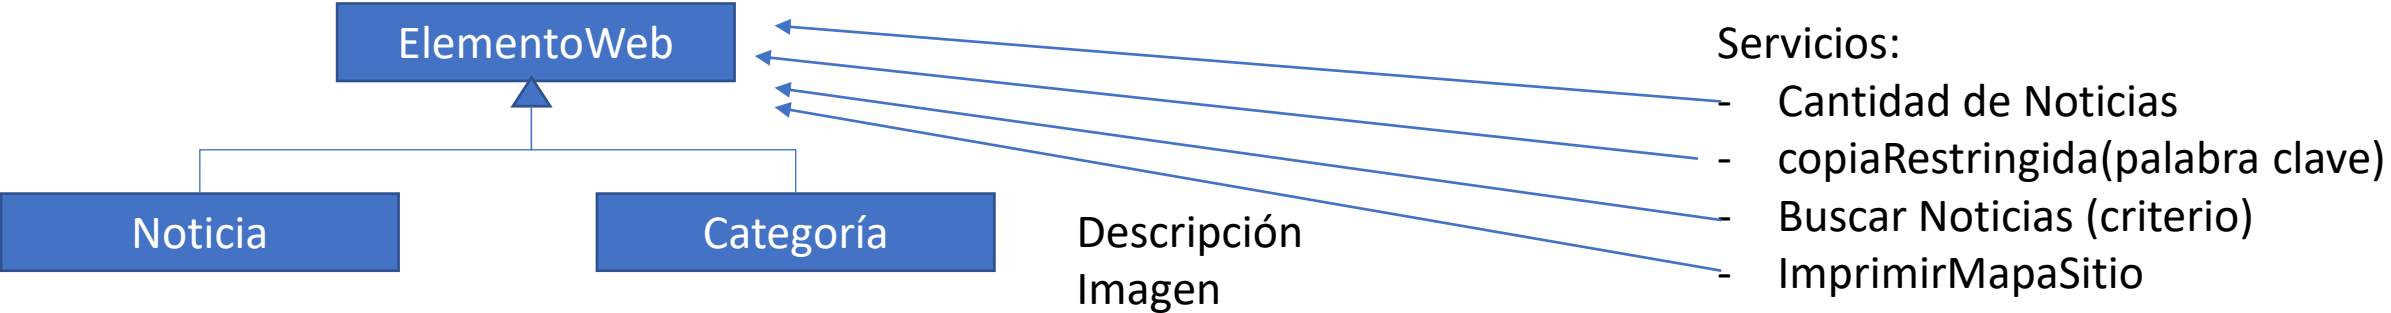 ElementoWeb
Noticia
Categoría
Descripción
Imagen
Servicios:
- Cantidad de Noticias
- copiaRestringida(palabra clave)
- Buscar Noticias (criterio)
- ImprimirMapaSitio